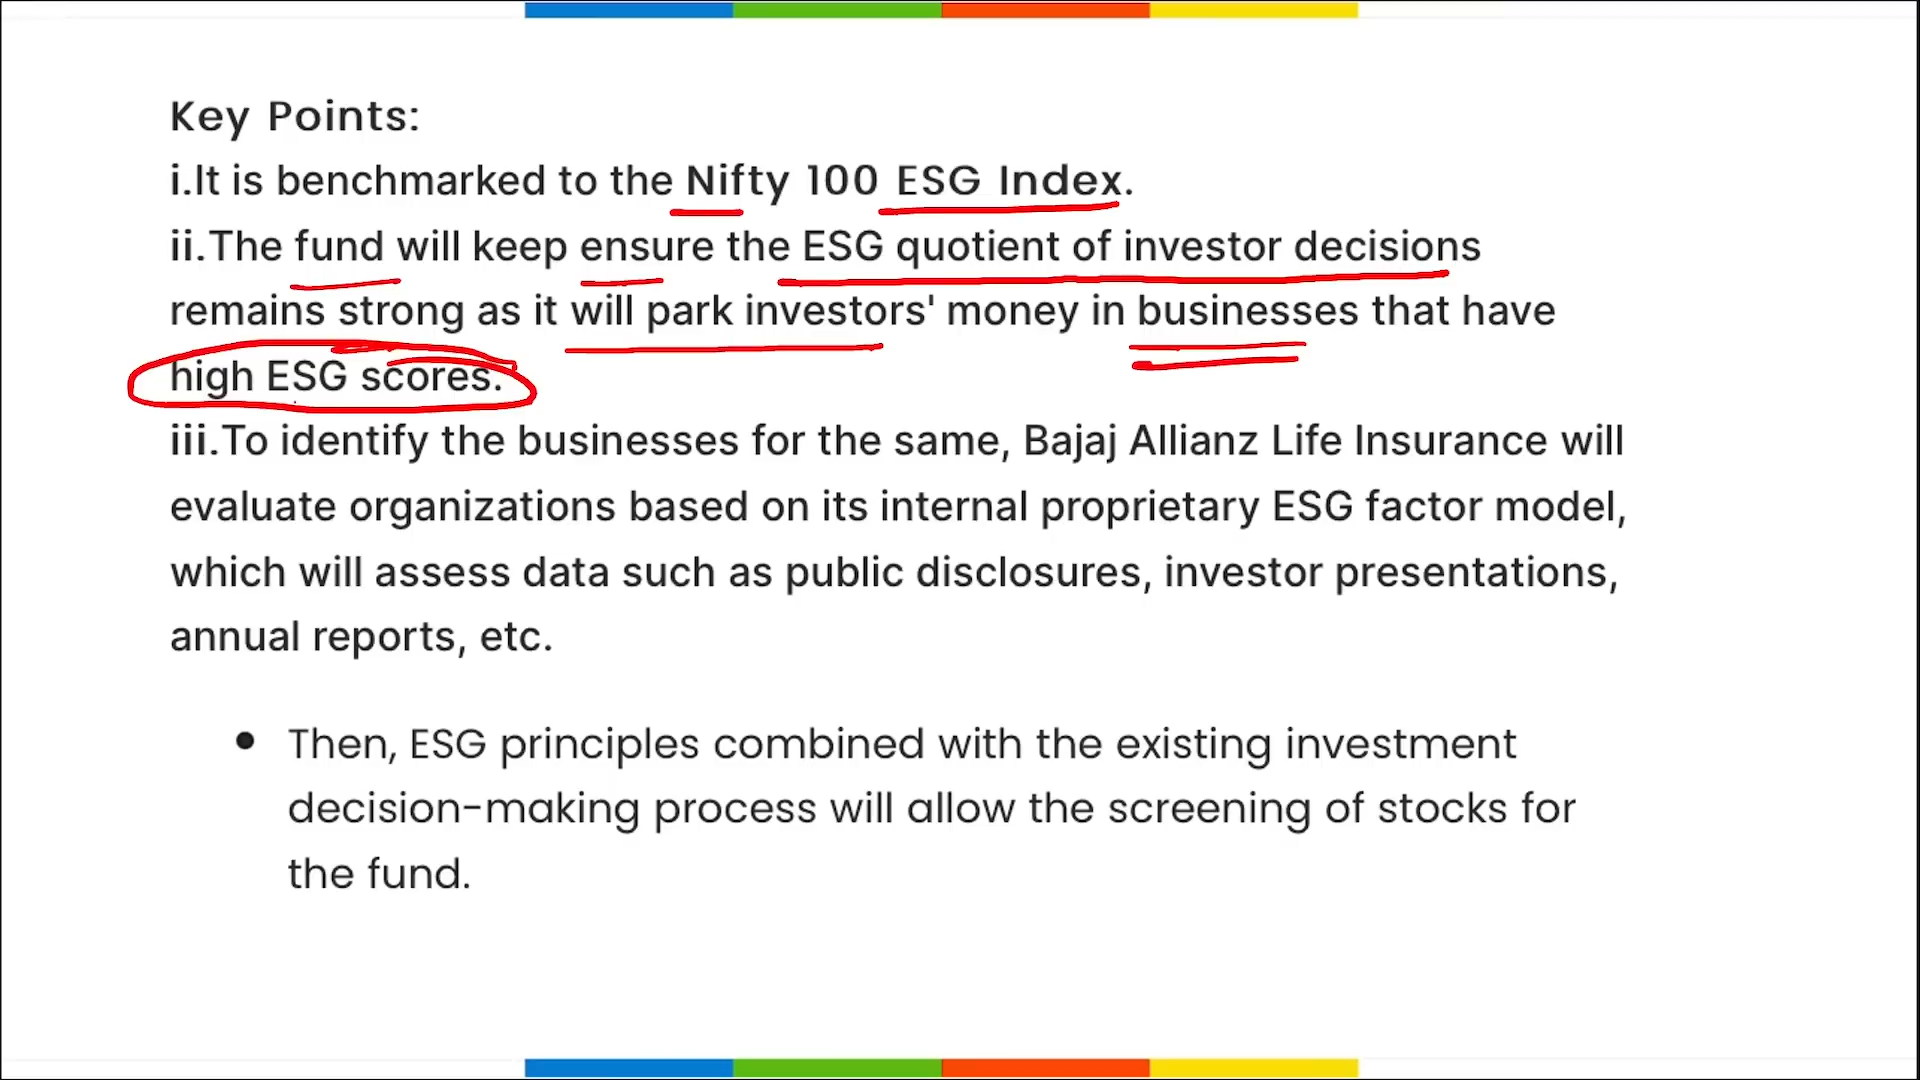 Key Points:
i.It is benchmarked to the Nifty 100 ESG Index.
ii.The fund will keep ensure the ESG quotient of investor decisions
remains strong as it will park investors' money in businesses that have
high ESG scores.
iii.To identify the businesses for the same, Bajaj Allianz Life Insurance will
evaluate organizations based on its internal proprietary ESG factor model,
which will assess data such as public disclosures, investor presentations,
annual reports, etc.
• Then, ESG principles combined with the existing investment
decision-making process will allow the screening of stocks for
the fund.